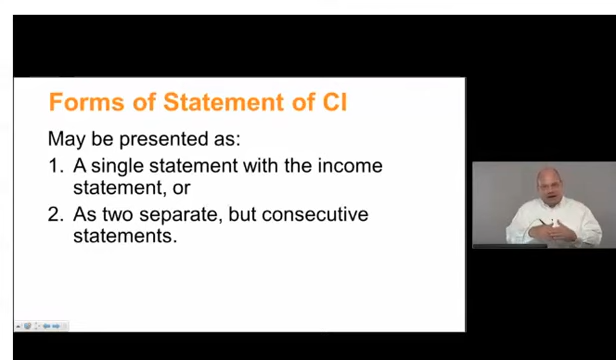 Forms of Statement of CI
May be presented as:
1. A single statement with the income
statement, or
2. As two separate, but consecutive
statements.